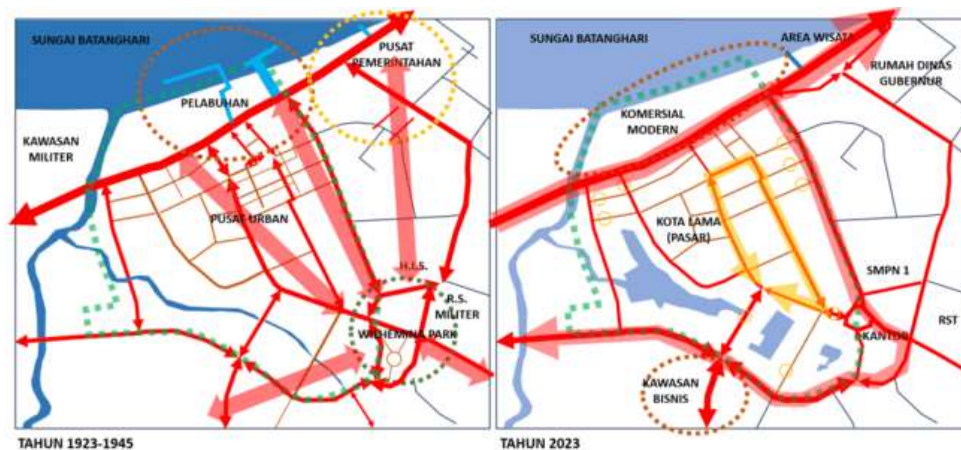 SUNGAI BATANGHARI
PUSAT
PEMERINTAHAN
PELABUHAN
KAWASAN
MILITER
PUSAT URBAN
H.I.S.
R.S.
MILITER
WILHEMINA PARK
TAHUN 1923-1945
SUNGAI BATANGHARI
AREA WISATA
RUMAH DINAS
GUBERNUR
KOMERSIAL
MODERN
KOTA LAMA
(PASAR)
SMPN 1
RST
KANTOR
KAWASAN
BISNIS
TAHUN 2023